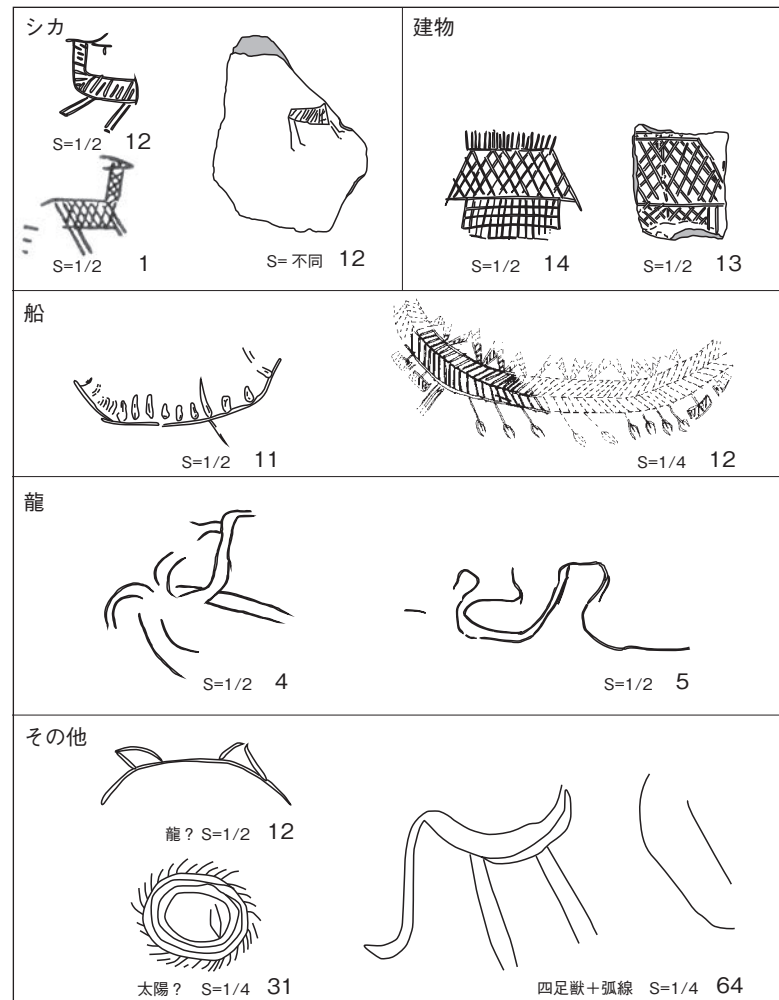 シカ
S=1/2 12
S=1/2 1
S= 不同 12
建物
S=1/2 14
S=1/2 13
船
S=1/2 11
S=1/4 12
龍
S=1/2 4
S=1/2 5
その他
龍？ S=1/2 12
太陽？ S=1/4 31
四足獣＋弧線 S=1/4 64